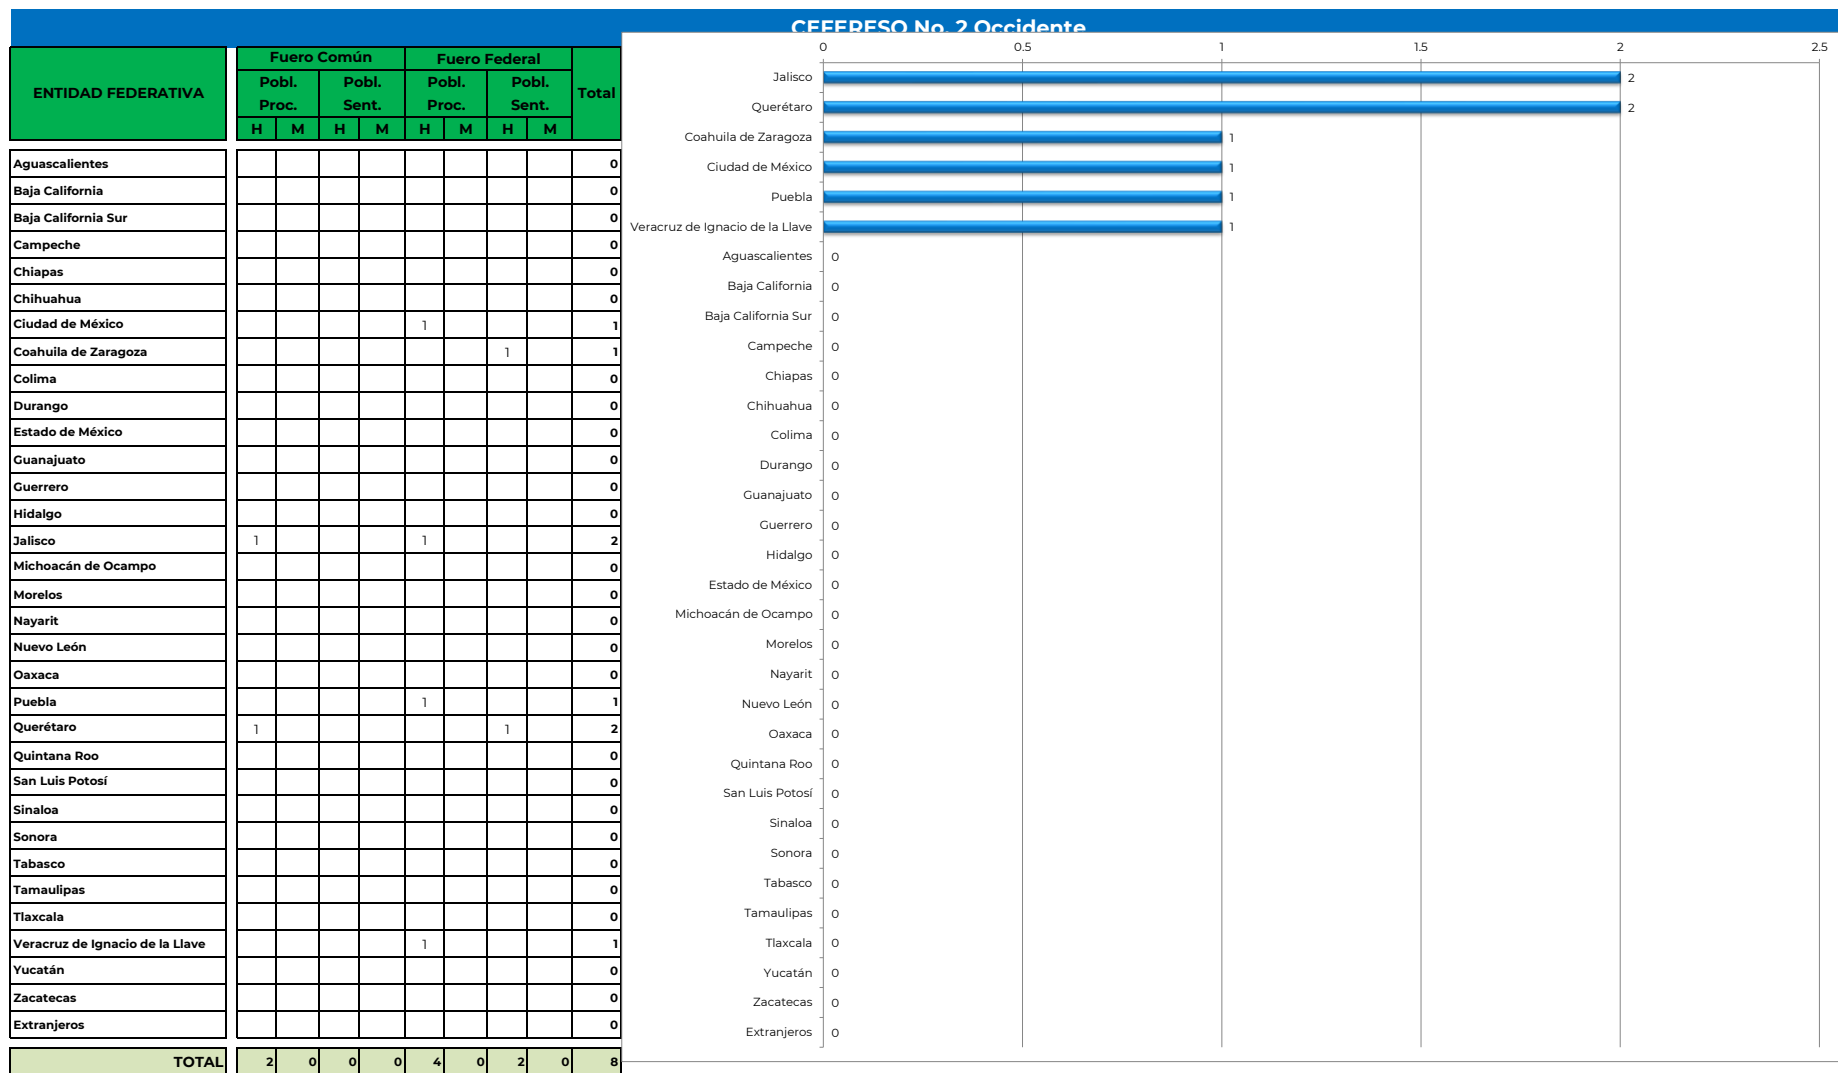 CEFERESO No. 2 Occidente
ENTIDAD FEDERATIVA
Fuero Común Fuero Federal Total
Pobl. Proc. Pobl. Sent. Pobl. Proc. Pobl. Sent.
H M H M H M H M
Aguascalientes 0
Baja California 0
Baja California Sur 0
Campeche 0
Chiapas 0
Chihuahua 0
Ciudad de México 1 1
Coahuila de Zaragoza 1 1
Colima 0
Durango 0
Estado de México 0
Guanajuato 0
Guerrero 0
Hidalgo 0
Jalisco 1 1 2
Michoacán de Ocampo 0
Morelos 0
Nayarit 0
Nuevo León 0
Oaxaca 0
Puebla 1 1
Querétaro 1 1 2
Quintana Roo 0
San Luis Potosí 0
Sinaloa 0
Sonora 0
Tabasco 0
Tamaulipas 0
Tlaxcala 0
Veracruz de Ignacio de la Llave 1 1
Yucatán 0
Zacatecas 0
Extranjeros 0
TOTAL 2 0 0 0 4 0 2 0 8
0 0.5 1 1.5 2 2.5
Jalisco 2
Querétaro 2
Coahuila de Zaragoza 1
Ciudad de México 1
Puebla 1
Veracruz de Ignacio de la Llave 1
Aguascalientes 0
Baja California 0
Baja California Sur 0
Campeche 0
Chiapas 0
Chihuahua 0
Colima 0
Durango 0
Guanajuato 0
Guerrero 0
Hidalgo 0
Estado de México 0
Michoacán de Ocampo 0
Morelos 0
Nayarit 0
Nuevo León 0
Oaxaca 0
Quintana Roo 0
San Luis Potosí 0
Sinaloa 0
Sonora 0
Tabasco 0
Tamaulipas 0
Tlaxcala 0
Yucatán 0
Zacatecas 0
Extranjeros 0